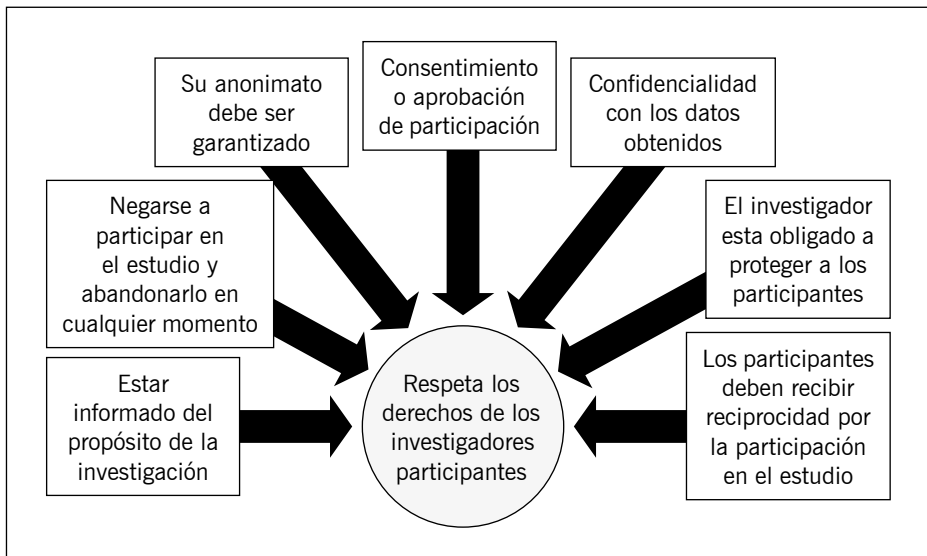 Su anonimato
debe ser
garantizado
Consentimiento
o aprobación
de participación
Confidencialidad
con los datos
obtenidos
Negarse a
participar en
el estudio y
abandonarlo en
cualquier momento
El investigador
esta obligado a
proteger a los
participantes
Estar
informado del
propósito de la
investigación
Respeta los
derechos de los
investigadores
participantes
Los participantes
deben recibir
reciprocidad por
la participación
en el estudio